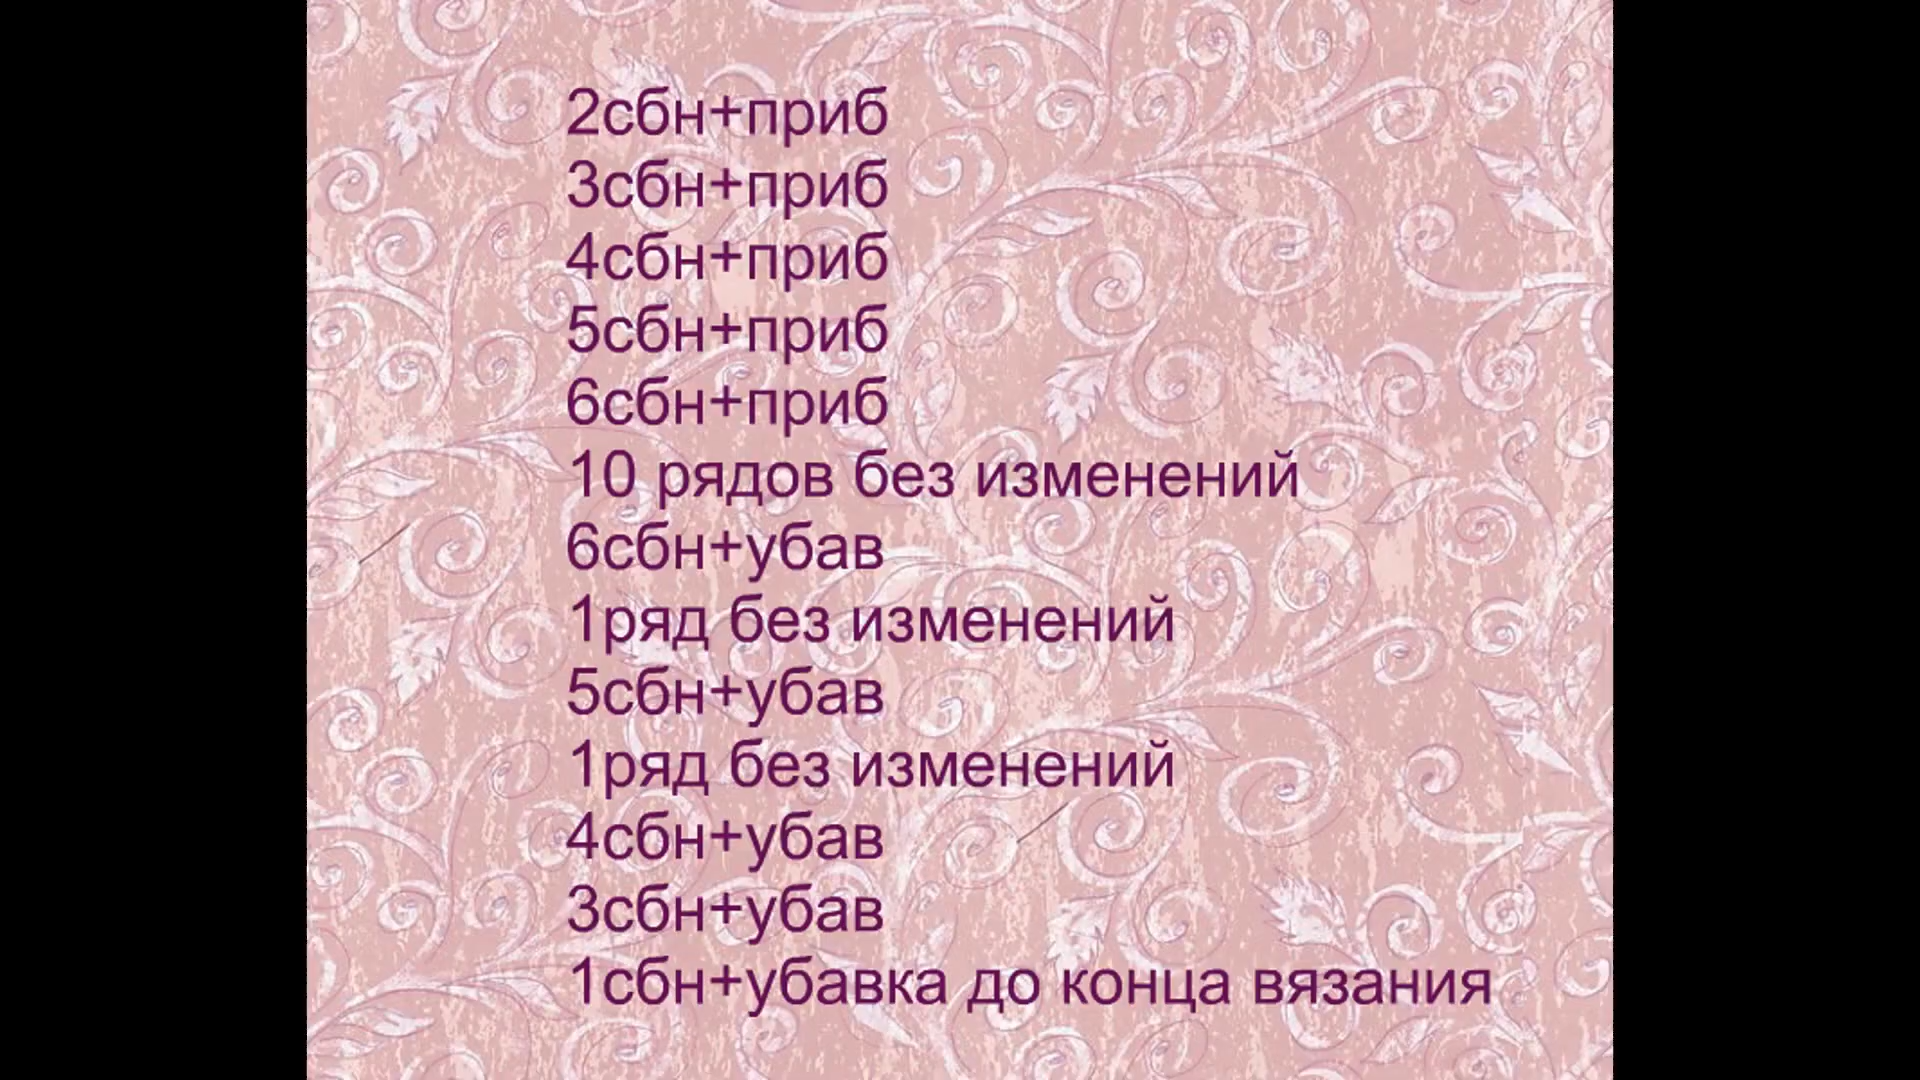 2сбн+приб
3сбн+приб
4сбн+приб
5сбн+приб
6сбн+приб
10 рядов без изменений
6сбн+убав
1ряд без изменений
5сбн+убав
1ряд без изменений
4сбн+убав
3сбн+убав
1сбн+убавка до конца вязания